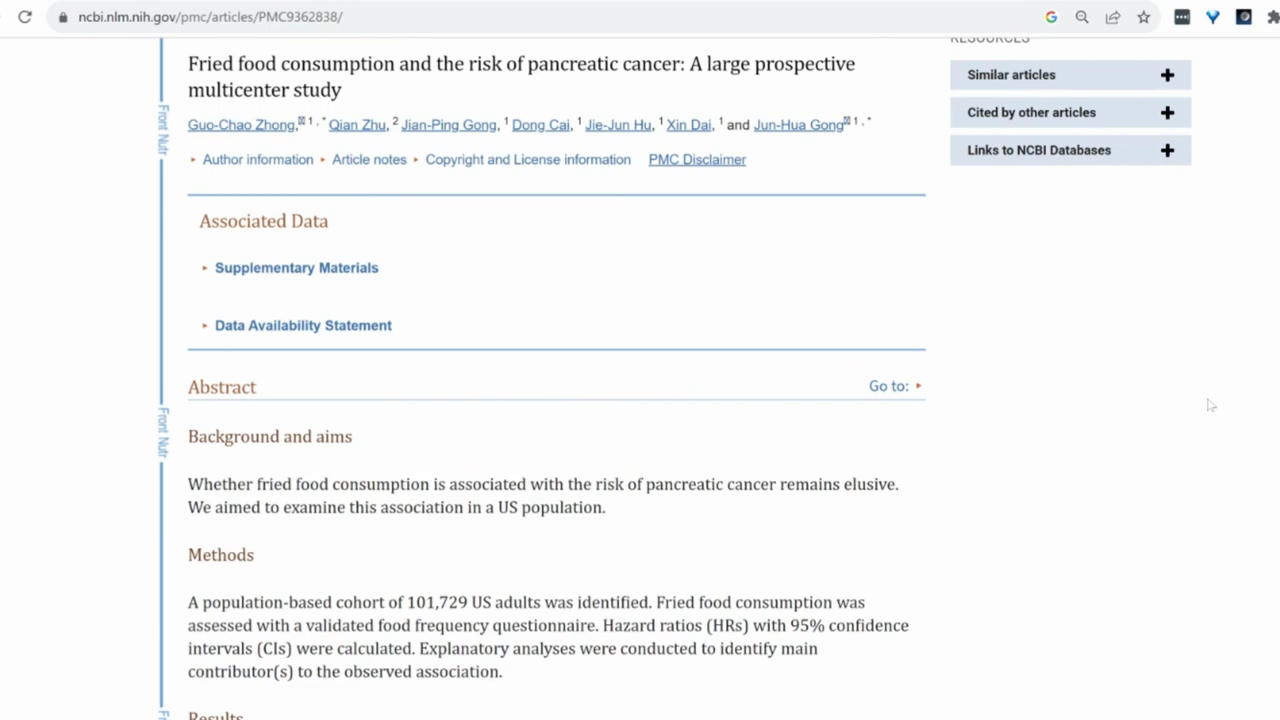 ncbi.nlm.nih.gov/pmc/articles/PMC9362838/
RESOURCES
Fried food consumption and the risk of pancreatic cancer: A large prospective
multicenter study
Similar articles
Cited by other articles
Links to NCBI Databases
Guo-Chao Zhong, 1,* Qian Zhu, 2 Jian-Ping Gong, 1 Dong Cai, 1 Jie-Jun Hu, 1 Xin Dai, 1 and Jun-Hua Gong 1,*
Author information Article notes Copyright and License information PMC Disclaimer
Front Nutr
Associated Data
Supplementary Materials
Data Availability Statement
Abstract
Go to:
Front Nutr
Background and aims
Whether fried food consumption is associated with the risk of pancreatic cancer remains elusive.
We aimed to examine this association in a US population.
Methods
A population-based cohort of 101,729 US adults was identified. Fried food consumption was
assessed with a validated food frequency questionnaire. Hazard ratios (HRs) with 95% confidence
intervals (CIs) were calculated. Explanatory analyses were conducted to identify main
contributor(s) to the observed association.
Results